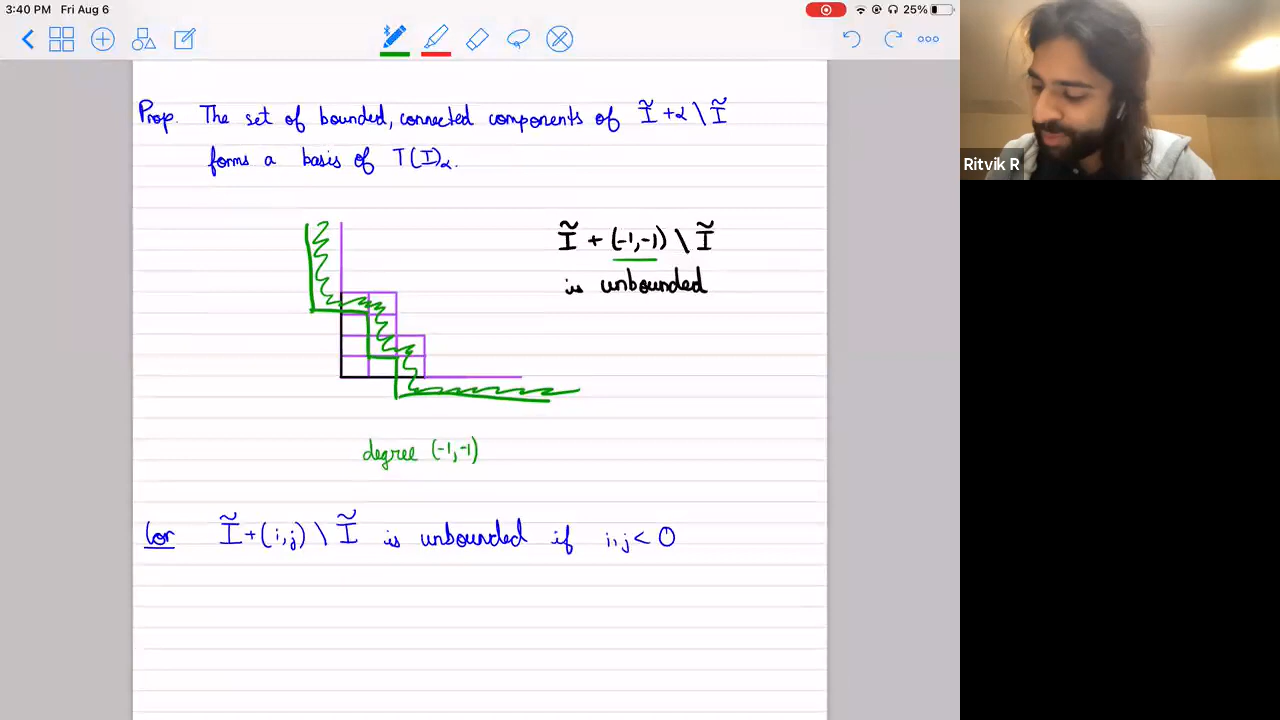 3:40 PM Fri Aug 6
25%
Prop. The set of bounded, connected components of Ĩ + α \ Ĩ
forms a basis of T(I)α.
Ĩ + (-1,-1) \ Ĩ
is unbounded
degree (-1,-1)
Cor Ĩ + (i,j) \ Ĩ is unbounded if i,j < 0
Ritvik R